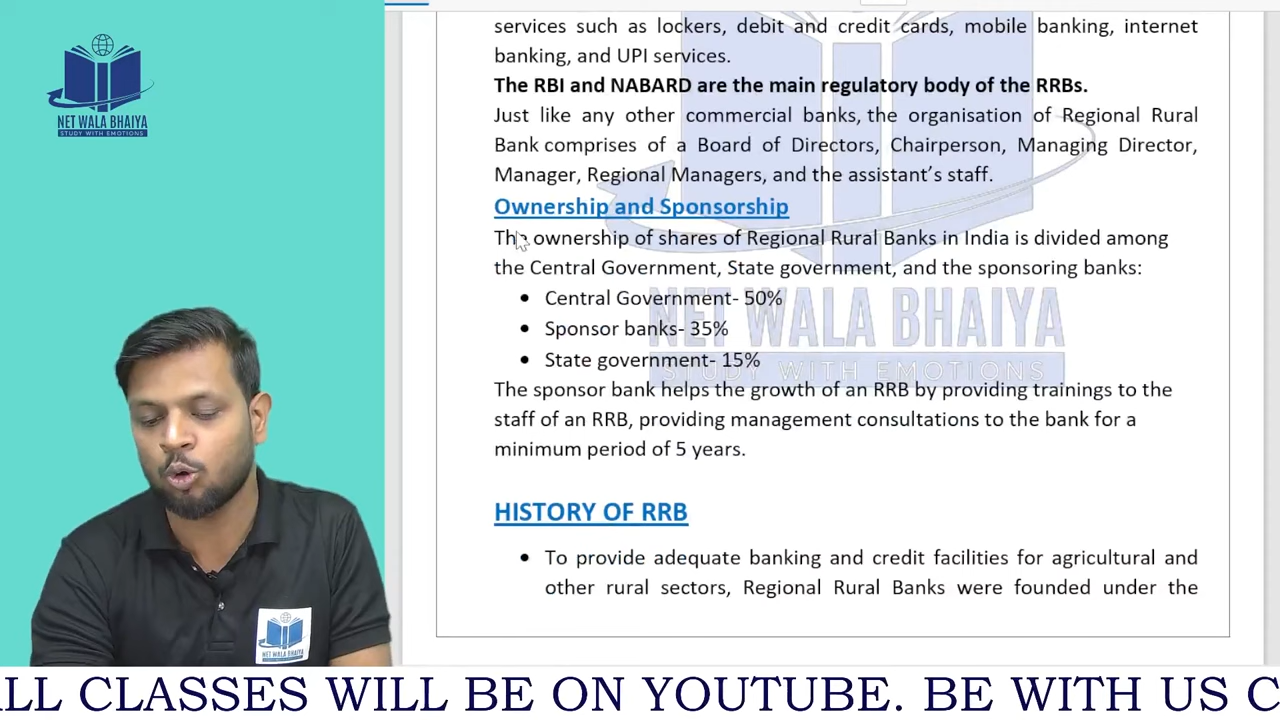 NET WALA BHAIYA
STUDY WITH EMOTIONS
services such as lockers, debit and credit cards, mobile banking, internet
banking, and UPI services.
The RBI and NABARD are the main regulatory body of the RRBs.
Just like any other commercial banks, the organisation of Regional Rural
Bank comprises of a Board of Directors, Chairperson, Managing Director,
Manager, Regional Managers, and the assistant’s staff.
Ownership and Sponsorship
The ownership of shares of Regional Rural Banks in India is divided among
the Central Government, State government, and the sponsoring banks:
• Central Government- 50%
• Sponsor banks- 35%
• State government- 15%
NET WALA BHAIYA
STUDY WITH EMOTIONS
The sponsor bank helps the growth of an RRB by providing trainings to the
staff of an RRB, providing management consultations to the bank for a
minimum period of 5 years.
HISTORY OF RRB
• To provide adequate banking and credit facilities for agricultural and
other rural sectors, Regional Rural Banks were founded under the
NET WALA BHAIYA
ALL CLASSES WILL BE ON YOUTUBE. BE WITH US C